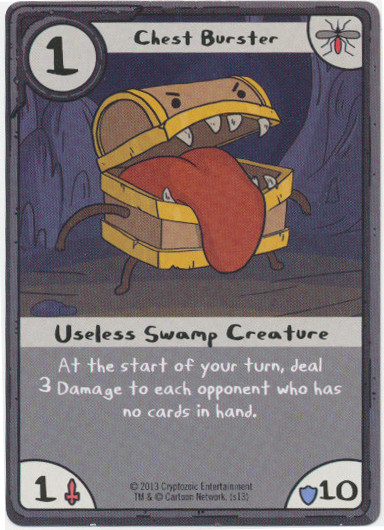 1
Chest Burster
Useless Swamp Creature
At the start of your turn, deal
3 Damage to each opponent who has
no cards in hand.
© 2013 Cryptozoic Entertainment
TM & © Cartoon Network. (s13)
1
10